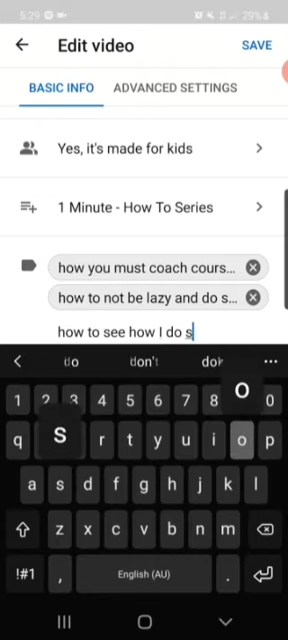 5:29
29%
Edit video
SAVE
BASIC INFO
ADVANCED SETTINGS
Yes, it's made for kids
1 Minute - How To Series
how you must coach cours...
how to not be lazy and do s...
how to see how I do s
do don't
1 2 3 4 5 6 7 8 O 0
q S r t y u i o p
a s d f g h j k l
z x c v b n m
!#1 , English (AU) .